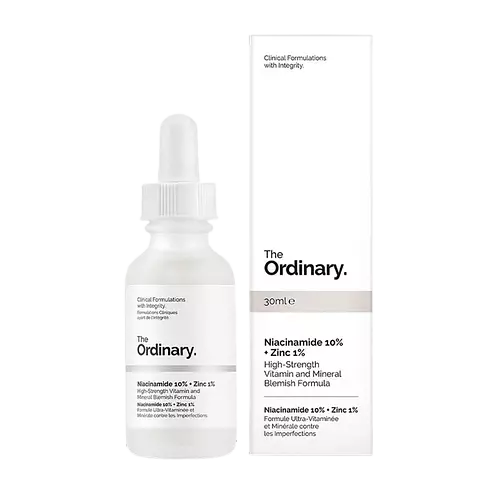 Clinical Formulations
with Integrity.
The
Ordinary.
30ml e
Niacinamide 10%
+ Zinc 1%
High-Strength
Vitamin and Mineral
Blemish Formula
Niacinamide 10% + Zinc 1%
Formule Ultra-Vitaminée
et Minérale contre
les Imperfections
Clinical Formulations
with Integrity.
Formulations Cliniques
avec de l'intégrité.
The
Ordinary.
Niacinamide 10% + Zinc 1%
High-Strength Vitamin and
Mineral Blemish Formula
Niacinamide 10% + Zinc 1%
Formule Ultra-Vitaminée et
Minérale contre les Imperfections